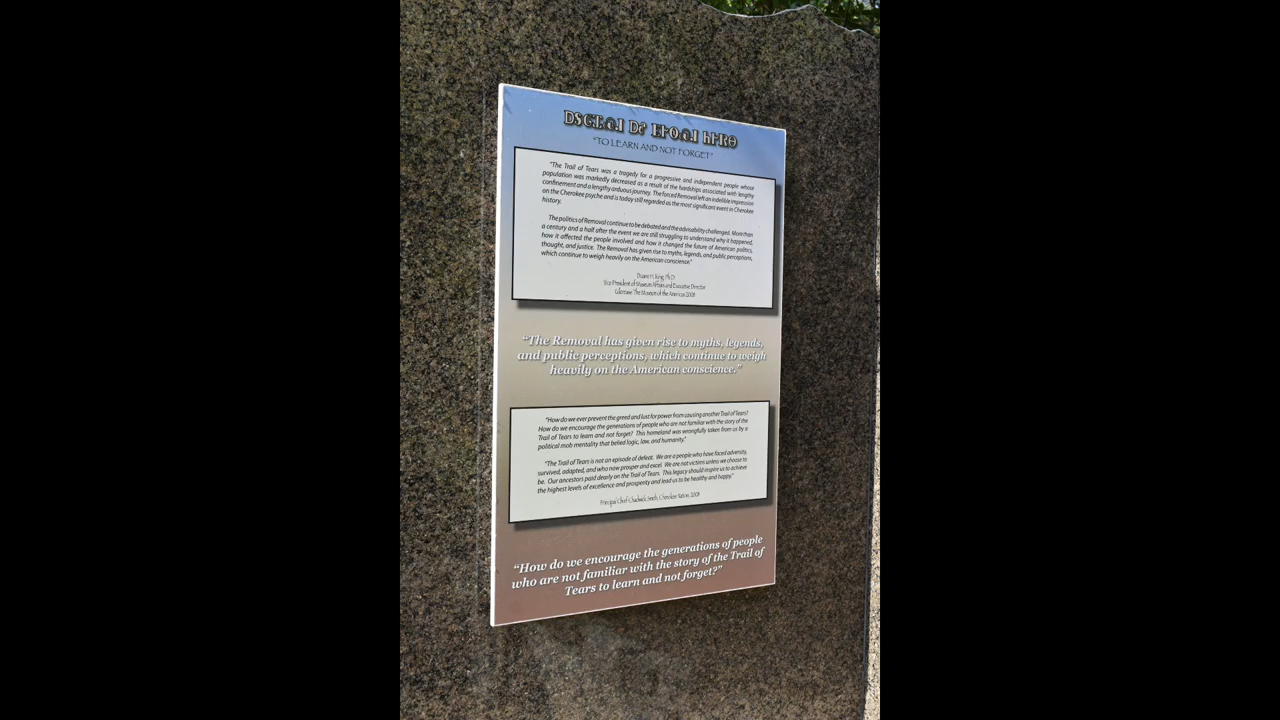 "TO LEARN AND NOT FORGET"
"The Trail of Tears was a tragedy for a progressive and independent people whose
population was markedly decreased as a result of the hardships associated with lengthy
confinement and a lengthy arduous journey. The forced Removal left an indelible impression
on the Cherokee psyche and is today still regarded as the most significant event in Cherokee
history.
The politics of Removal continue to be debated and the advisability challenged. More than
a century and a half after the event we are still struggling to understand why it happened,
how it affected the people involved and how it changed the future of American politics,
thought, and justice. The Removal has given rise to myths, legends, and public perceptions,
which continue to weigh heavily on the American conscience."
Duane H. King, Ph.D.
Vice President of Museum Affairs and Executive Director
Gilcrease: The Museum of the Americas 2008
"The Removal has given rise to myths, legends,
and public perceptions, which continue to weigh
heavily on the American conscience."
"How do we ever prevent the greed and lust for power from causing another Trail of Tears?
How do we encourage the generations of people who are not familiar with the story of the
Trail of Tears to learn and not forget? This homeland was wrongfully taken from us by a
political mob mentality that belied logic, law, and humanity."
"The Trail of Tears is not an episode of defeat. We are a people who have faced adversity,
survived, adapted, and who now prosper and excel. We are not victims unless we choose to
be. Our ancestors paid dearly on the Trail of Tears. This legacy should inspire us to achieve
the highest levels of excellence and prosperity and lead us to be healthy and happy."
Principal Chief Chadwick Smith, Cherokee Nation, 2008
"How do we encourage the generations of people
who are not familiar with the story of the Trail of
Tears to learn and not forget?"